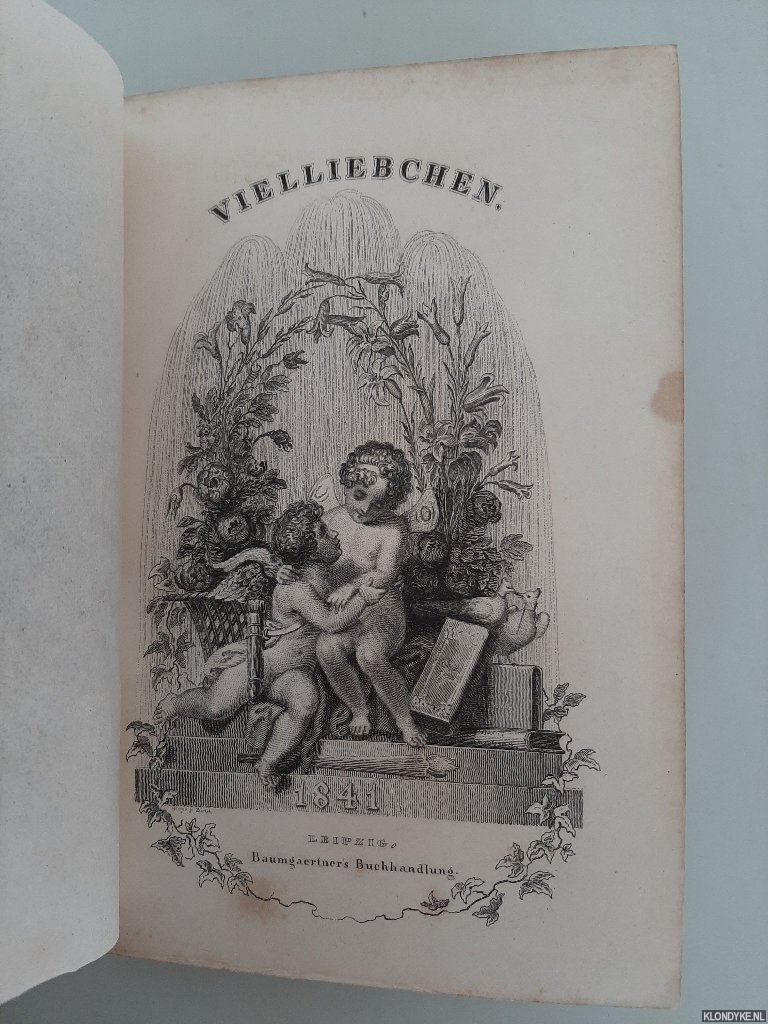 VIELLIEBCHEN.
1841
LEIPZIG,
Baumgaertner's Buchhandlung.
KLONDYKE.NL